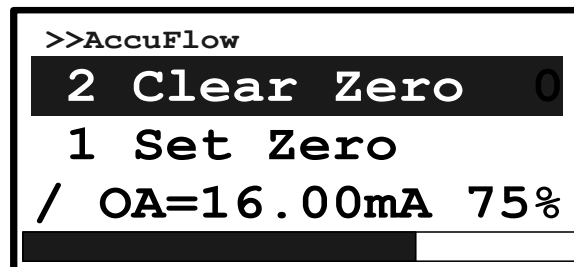 >>AccuFlow
2 Clear Zero 0
1 Set Zero
/ OA=16.00mA 75%